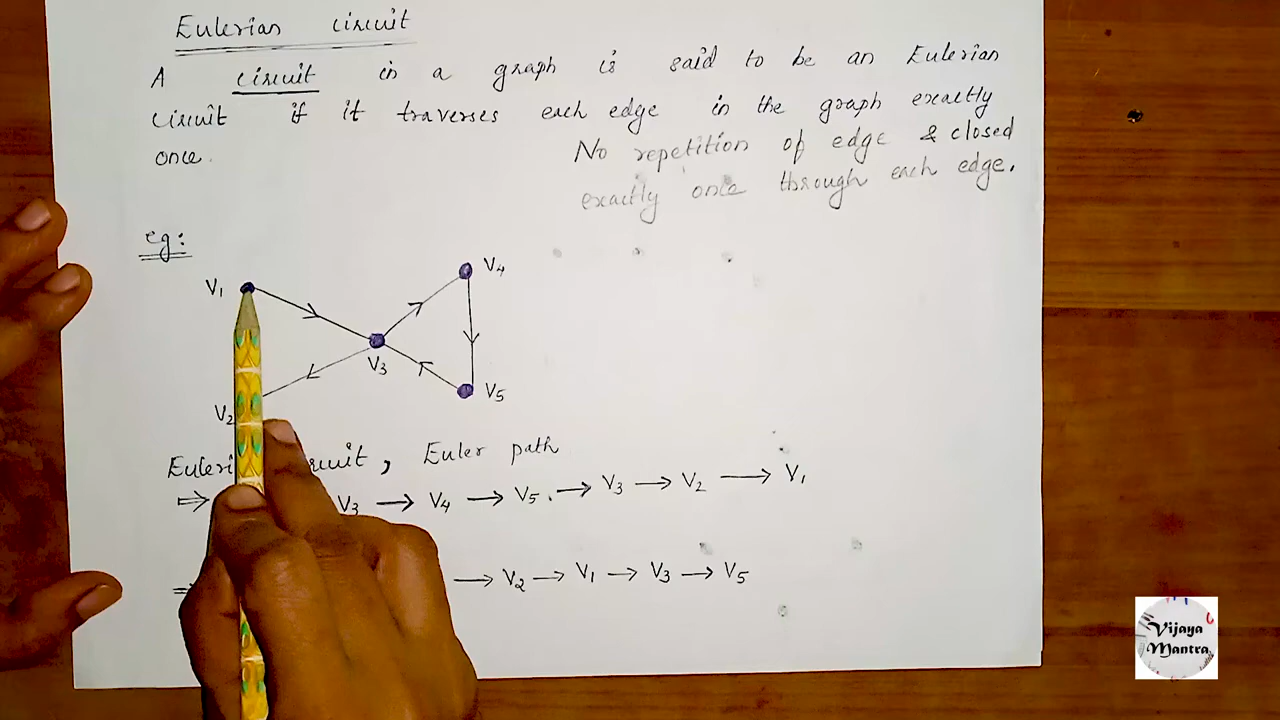 Eulerian circuit
A circuit in a graph is said to be an Eulerian
circuit if it traverses each edge in the graph exactly
once.
No repetition of edge & closed
exactly once through each edge.
eg:
V1
V4
V3
V2
V5
circuit, Euler path
⇒ V3 → V4 → V5 → V3 → V2 → V1
→ V2 → V1 → V3 → V5
Vijaya
Mantra